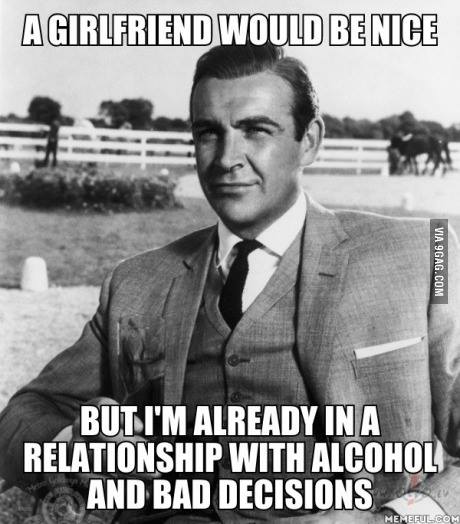 A GIRLFRIEND WOULD BE NICE
VIA 9GAG.COM
BUT I'M ALREADY IN A
RELATIONSHIP WITH ALCOHOL
AND BAD DECISIONS
MEMEFUL.COM